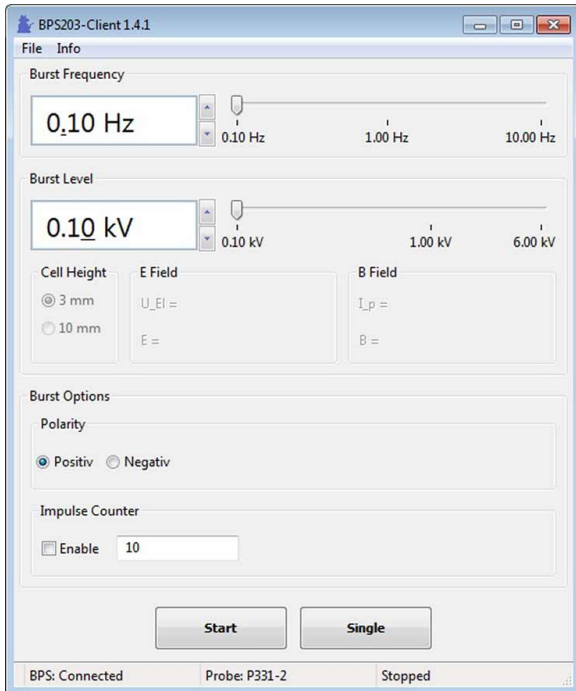 BPS203-Client 1.4.1
File Info
Burst Frequency
0.10 Hz
0.10 Hz 1.00 Hz 10.00 Hz
Burst Level
0.10 kV
0.10 kV 1.00 kV 6.00 kV
Cell Height
3 mm
10 mm
E Field
U_El =
E =
B Field
I_p =
B =
Burst Options
Polarity
Positiv Negativ
Impulse Counter
Enable 10
Start Single
BPS: Connected Probe: P331-2 Stopped